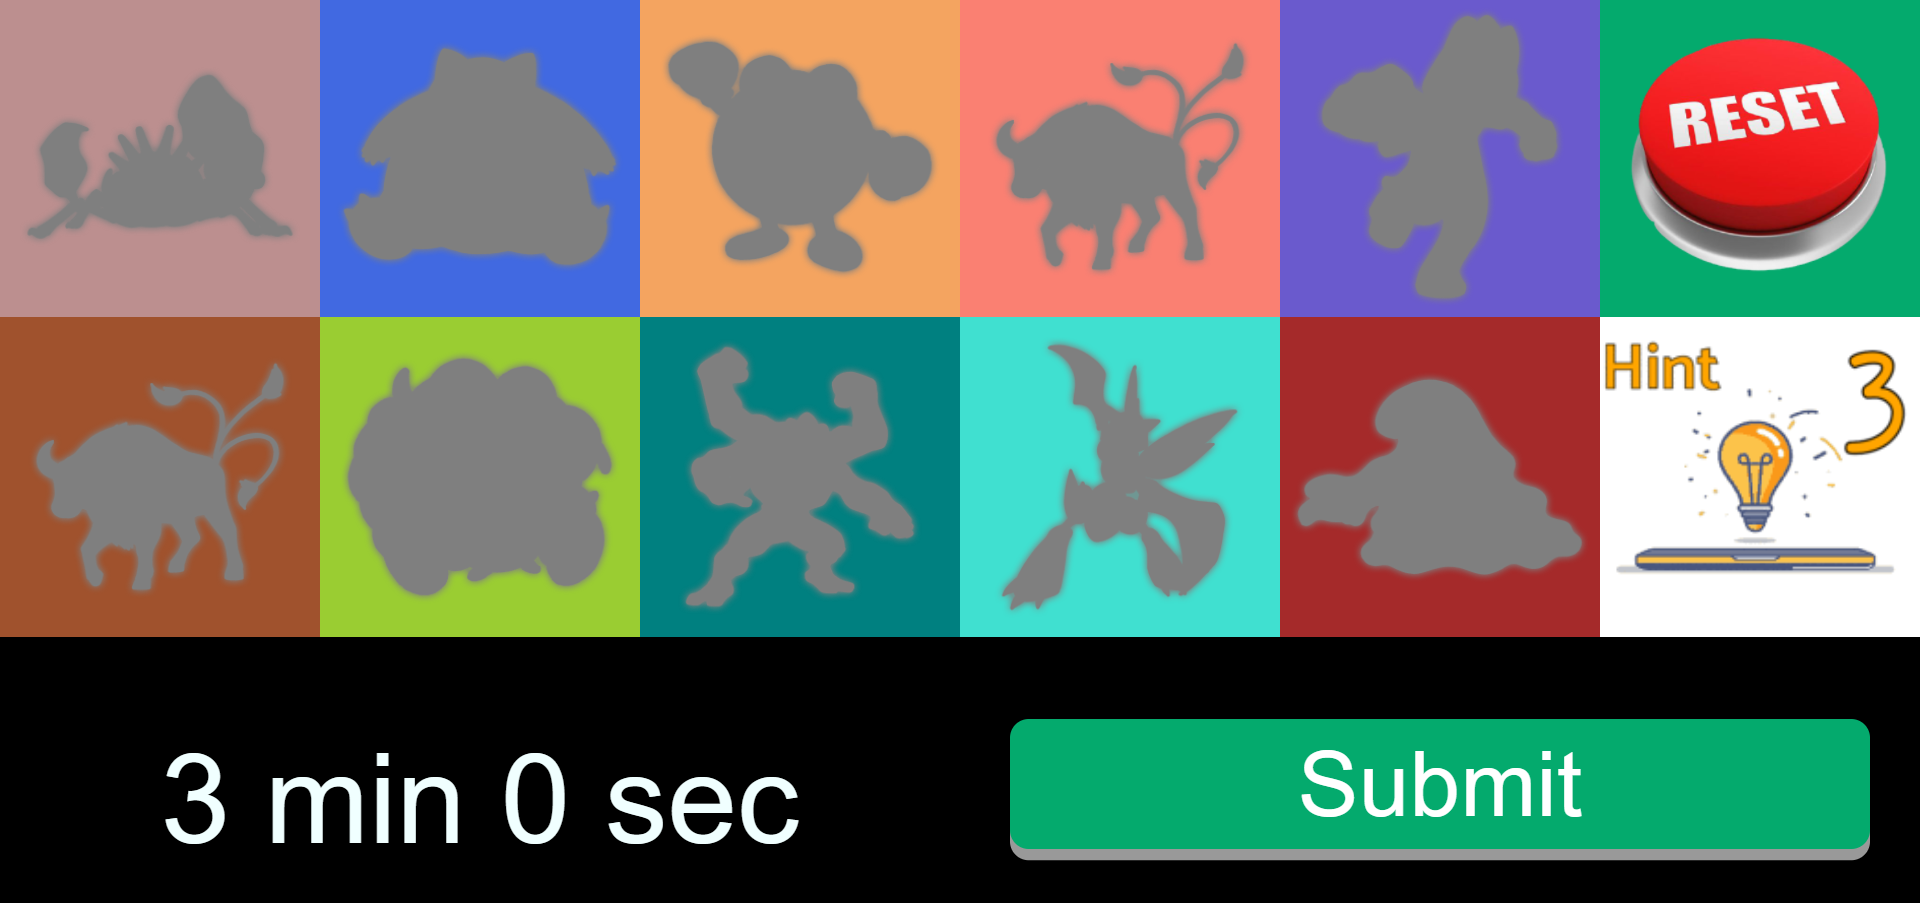 RESET
Hint 3
3 min 0 sec
Submit